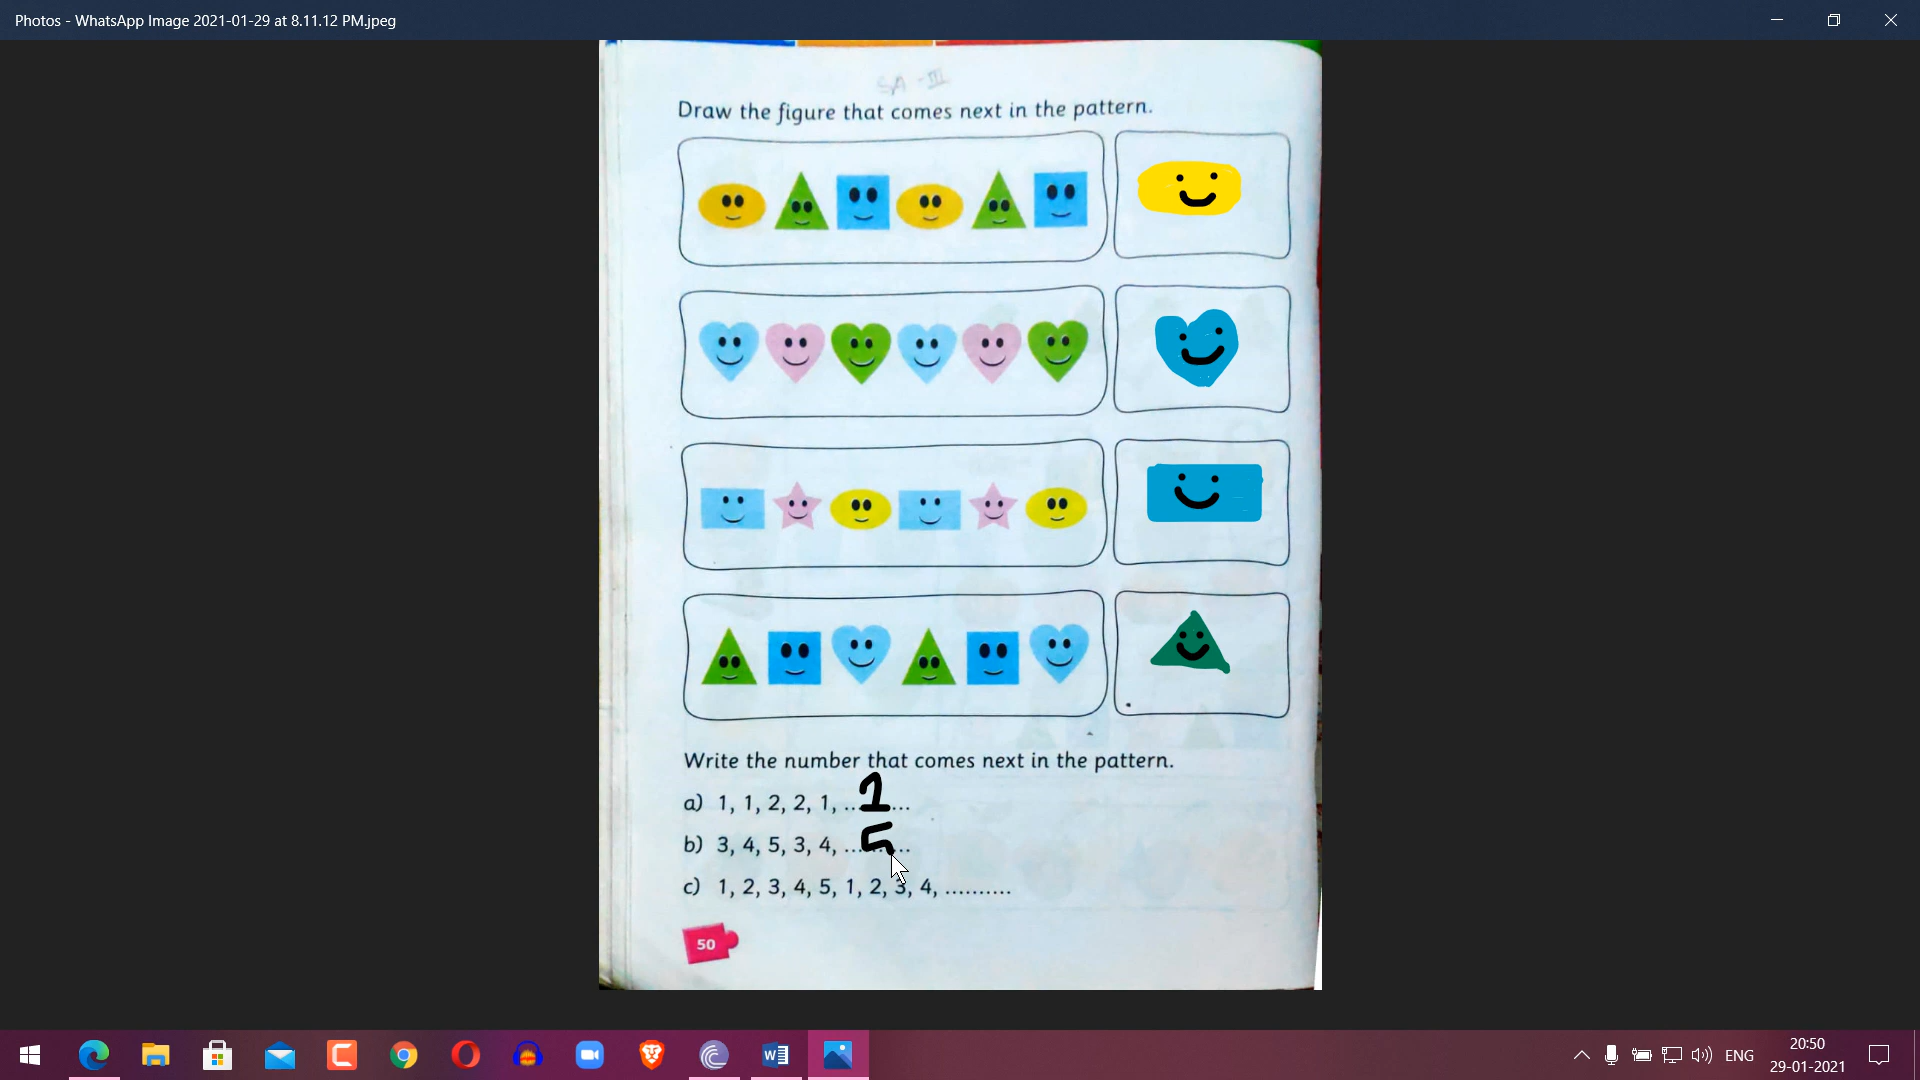 Photos - WhatsApp Image 2021-01-29 at 8.11.12 PM.jpeg
SA - III
Draw the figure that comes next in the pattern.
Write the number that comes next in the pattern.
a) 1, 1, 2, 2, 1, ...1...
b) 3, 4, 5, 3, 4, ...5...
c) 1, 2, 3, 4, 5, 1, 2, 3, 4, ..........
50
ENG
20:50
29-01-2021